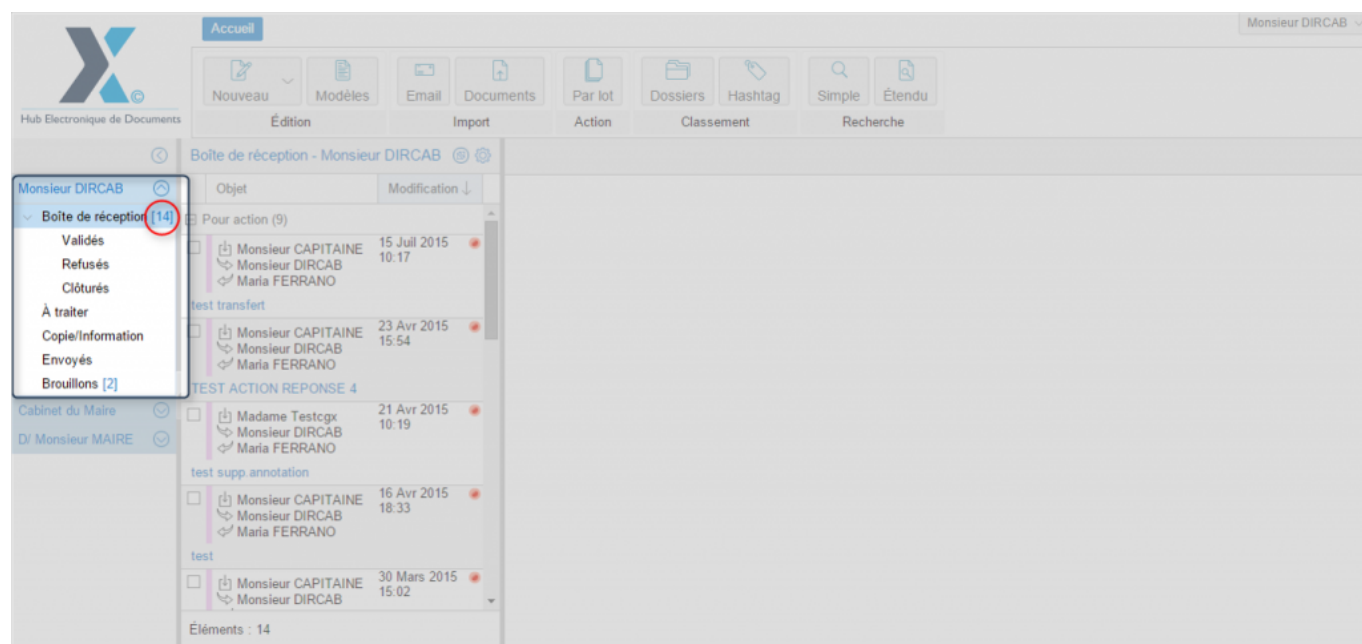 Hub Electronique de Documents
Accueil
Monsieur DIRCAB
Nouveau
Modèles
Email
Documents
Par lot
Dossiers
Hashtag
Simple
Étendu
Édition
Import
Action
Classement
Recherche
Monsieur DIRCAB
Boîte de réception [14]
Validés
Refusés
Clôturés
À traiter
Copie/Information
Envoyés
Brouillons [2]
Cabinet du Maire
D/ Monsieur MAIRE
Boîte de réception - Monsieur DIRCAB
Objet
Modification ↓
Pour action (9)
Monsieur CAPITAINE 15 Juil 2015
Monsieur DIRCAB 10:17
Maria FERRANO
test transfert
Monsieur CAPITAINE 23 Avr 2015
Monsieur DIRCAB 15:54
Maria FERRANO
TEST ACTION REPONSE 4
Madame Testcgx 21 Avr 2015
Monsieur DIRCAB 10:19
Maria FERRANO
test supp.annotation
Monsieur CAPITAINE 16 Avr 2015
Monsieur DIRCAB 18:33
Maria FERRANO
test
Monsieur CAPITAINE 30 Mars 2015
Monsieur DIRCAB 15:02
Éléments : 14